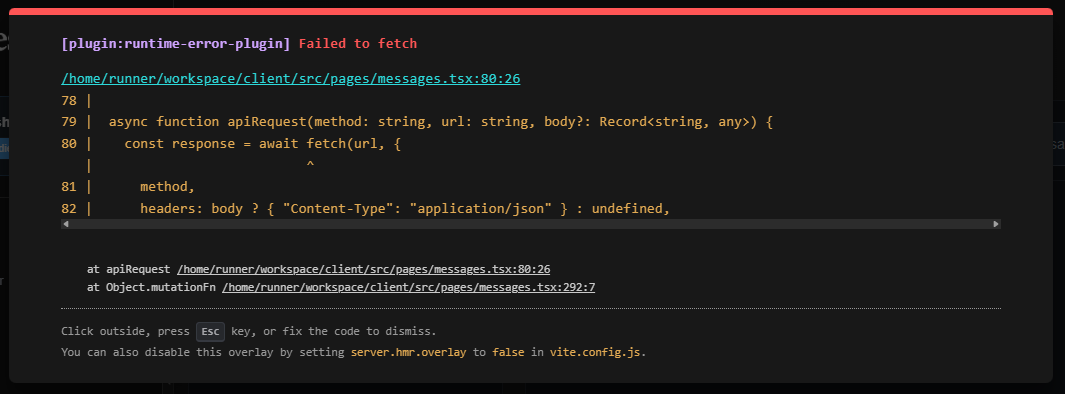 [plugin:runtime-error-plugin] Failed to fetch
/home/runner/workspace/client/src/pages/messages.tsx:80:26
78 |
79 |  async function apiRequest(method: string, url: string, body?: Record<string, any>) {
80 |    const response = await fetch(url, {
   |                           ^
81 |      method,
82 |      headers: body ? { "Content-Type": "application/json" } : undefined,
at apiRequest /home/runner/workspace/client/src/pages/messages.tsx:80:26
at Object.mutationFn /home/runner/workspace/client/src/pages/messages.tsx:292:7
Click outside, press Esc key, or fix the code to dismiss.
You can also disable this overlay by setting server.hmr.overlay to false in vite.config.js.